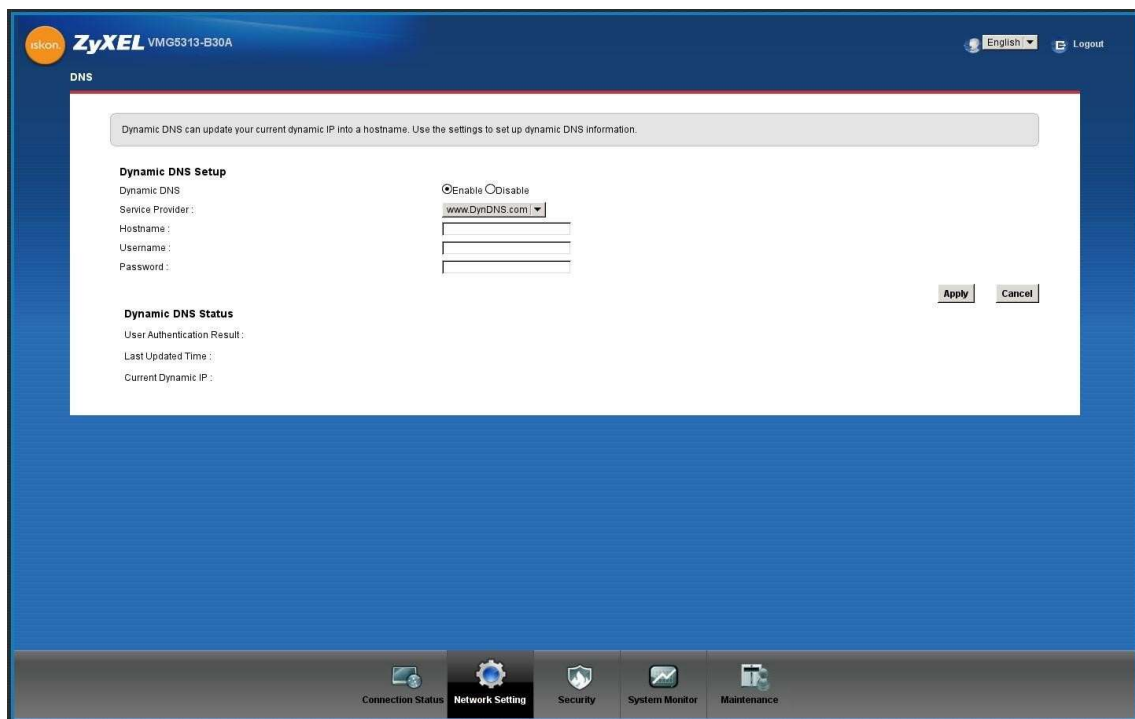 iskon.
ZyXEL VMG5313-B30A
English
Logout
DNS
Dynamic DNS can update your current dynamic IP into a hostname. Use the settings to set up dynamic DNS information.
Dynamic DNS Setup
Dynamic DNS
Enable Disable
Service Provider :
www.DynDNS.com
Hostname :
Username :
Password :
Apply Cancel
Dynamic DNS Status
User Authentication Result :
Last Updated Time :
Current Dynamic IP :
Connection Status Network Setting Security System Monitor Maintenance